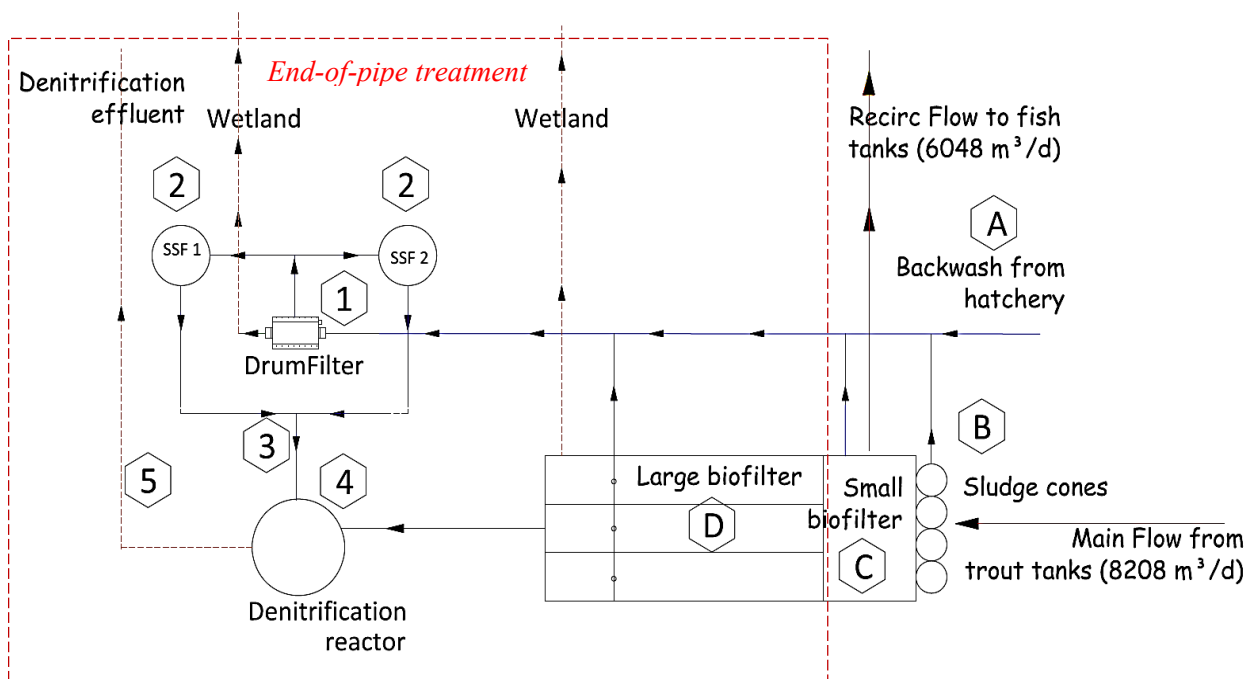 End-of-pipe treatment
Denitrification
effluent
Wetland
Wetland
Recirc Flow to fish
tanks (6048 m³/d)
2
2
A
SSF 1
SSF 2
Backwash from
hatchery
1
DrumFilter
B
3
4
5
Large biofilter
D
Small
biofilter
C
Sludge cones
Main Flow from
trout tanks (8208 m³/d)
Denitrification
reactor